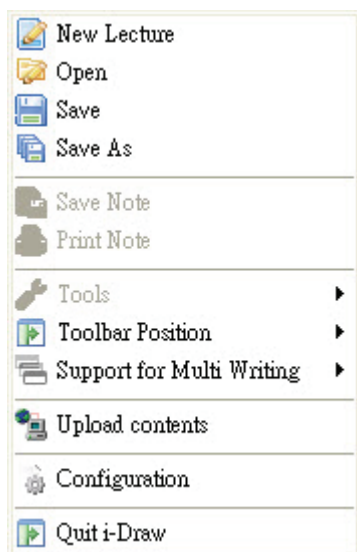 New Lecture
Open
Save
Save As
Save Note
Print Note
Tools
Toolbar Position
Support for Multi Writing
Upload contents
Configuration
Quit i-Draw